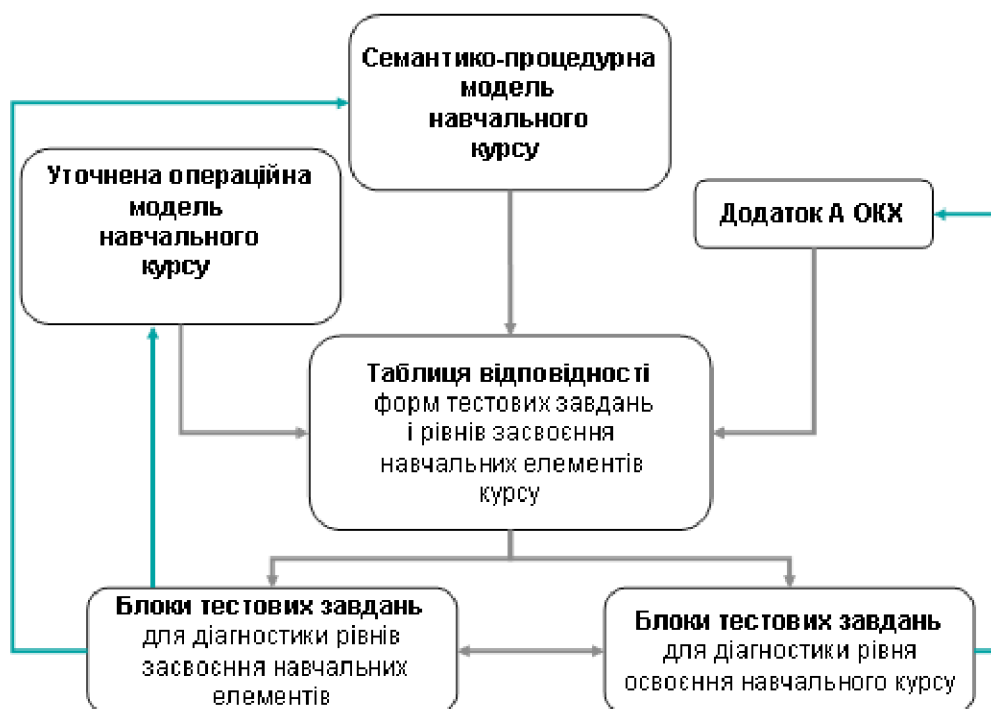 Семантико-процедурна
модель
навчального
курсу
Уточнена операційна
модель
навчального
курсу
Додаток А ОКХ
Таблиця відповідності
форм тестових завдань
і рівнів засвоєння
навчальних елементів
курсу
Блоки тестових завдань
для діагностики рівнів
засвоєння навчальних
елементів
Блоки тестових завдань
для діагностики рівня
освоєння навчального курсу